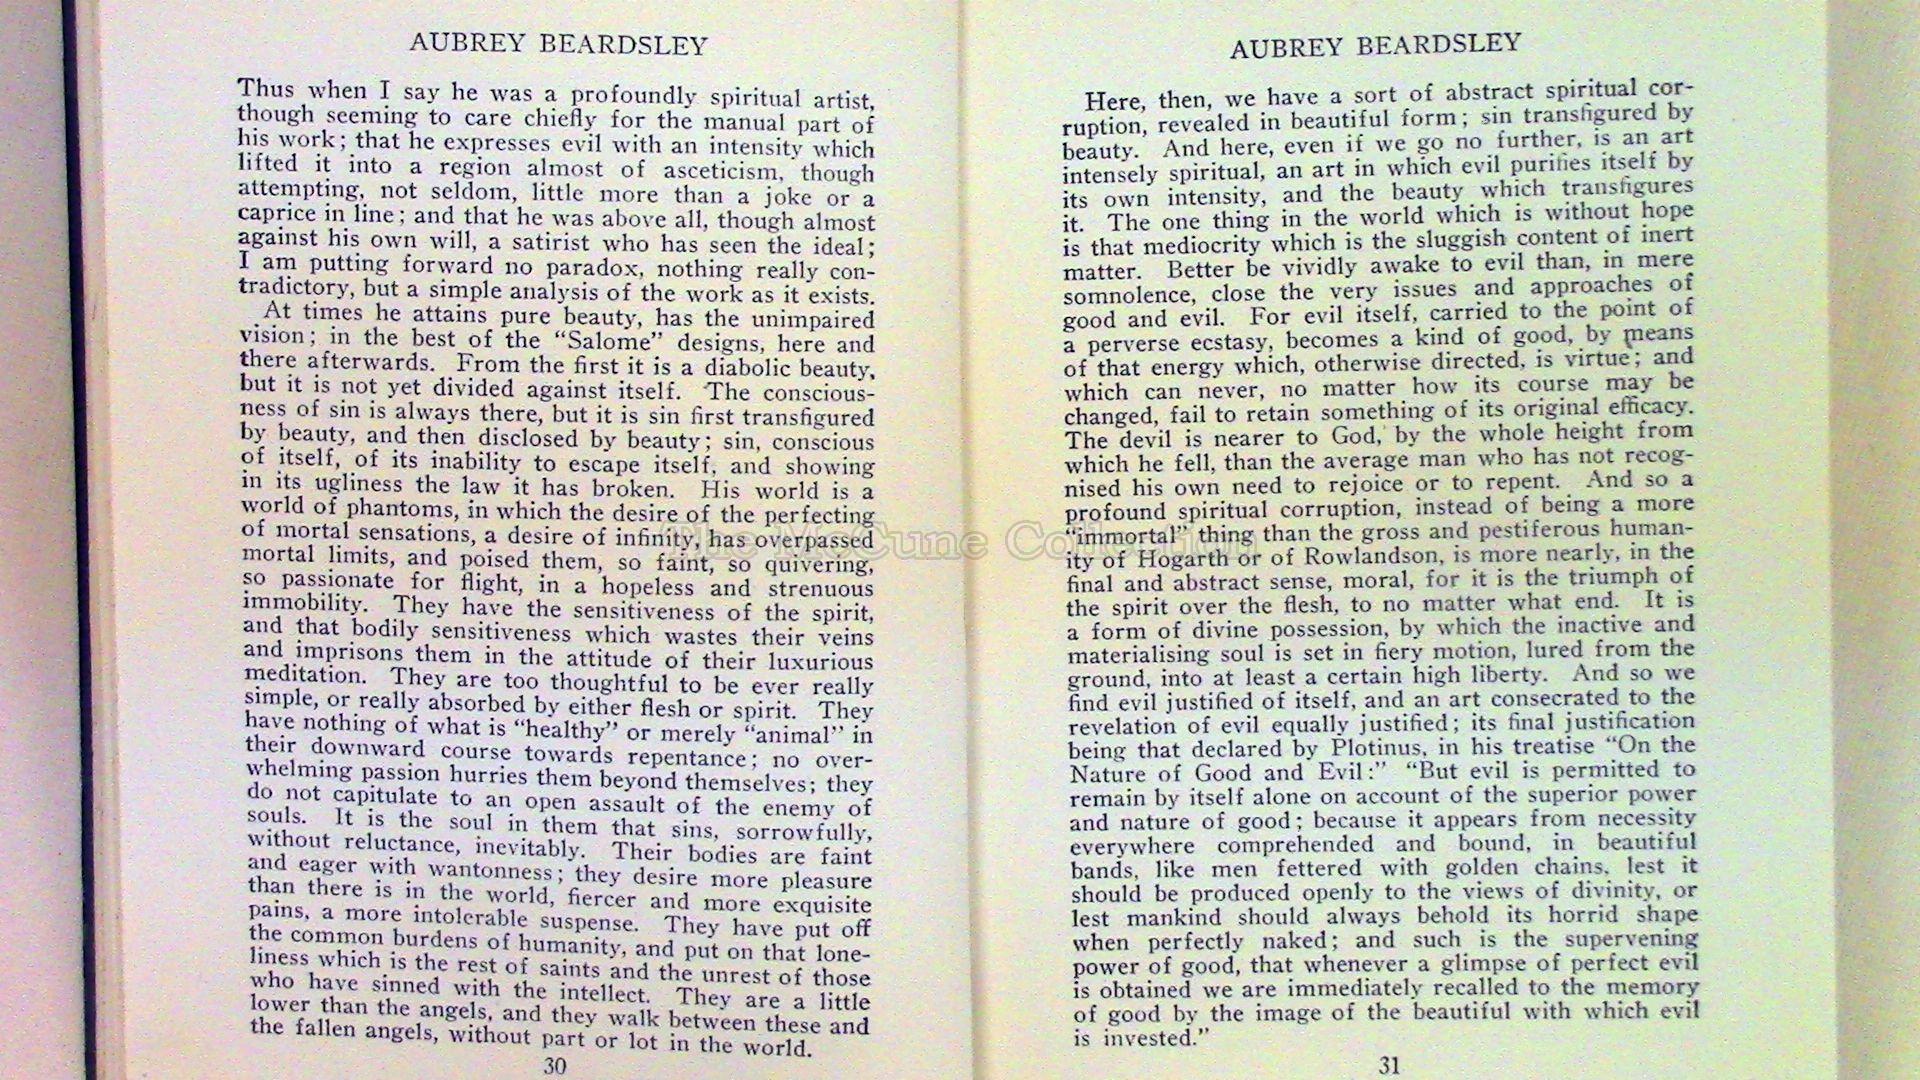 AUBREY BEARDSLEY
Thus when I say he was a profoundly spiritual artist,
though seeming to care chiefly for the manual part of
his work; that he expresses evil with an intensity which
lifted it into a region almost of asceticism, though
attempting, not seldom, little more than a joke or a
caprice in line; and that he was above all, though almost
against his own will, a satirist who has seen the ideal;
I am putting forward no paradox, nothing really con-
tradictory, but a simple analysis of the work as it exists.
At times he attains pure beauty, has the unimpaired
vision; in the best of the "Salome" designs, here and
there afterwards. From the first it is a diabolic beauty,
but it is not yet divided against itself. The conscious-
ness of sin is always there, but it is sin first transfigured
by beauty, and then disclosed by beauty; sin, conscious
of itself, of its inability to escape itself, and showing
in its ugliness the law it has broken. His world is a
world of phantoms, in which the desire of the perfecting
of mortal sensations, a desire of infinity, has overpassed
mortal limits, and poised them, so faint, so quivering,
so passionate for flight, in a hopeless and strenuous
immobility. They have the sensitiveness of the spirit,
and that bodily sensitiveness which wastes their veins
and imprisons them in the attitude of their luxurious
meditation. They are too thoughtful to be ever really
simple, or really absorbed by either flesh or spirit. They
have nothing of what is "healthy" or merely "animal" in
their downward course towards repentance; no over-
whelming passion hurries them beyond themselves; they
do not capitulate to an open assault of the enemy of
souls. It is the soul in them that sins, sorrowfully,
without reluctance, inevitably. Their bodies are faint
and eager with wantonness; they desire more pleasure
than there is in the world, fiercer and more exquisite
pains, a more intolerable suspense. They have put off
the common burdens of humanity, and put on that lone-
liness which is the rest of saints and the unrest of those
who have sinned with the intellect. They are a little
lower than the angels, and they walk between these and
the fallen angels, without part or lot in the world.
30
AUBREY BEARDSLEY
Here, then, we have a sort of abstract spiritual cor-
ruption, revealed in beautiful form; sin transfigured by
beauty. And here, even if we go no further, is an art
intensely spiritual, an art in which evil purifies itself by
its own intensity, and the beauty which transfigures
it. The one thing in the world which is without hope
is that mediocrity which is the sluggish content of inert
matter. Better be vividly awake to evil than, in mere
somnolence, close the very issues and approaches of
good and evil. For evil itself, carried to the point of
a perverse ecstasy, becomes a kind of good, by means
of that energy which, otherwise directed, is virtue; and
which can never, no matter how its course may be
changed, fail to retain something of its original efficacy.
The devil is nearer to God, by the whole height from
which he fell, than the average man who has not recog-
nised his own need to rejoice or to repent. And so a
profound spiritual corruption, instead of being a more
"immortal" thing than the gross and pestiferous human-
ity of Hogarth or of Rowlandson, is more nearly, in the
final and abstract sense, moral, for it is the triumph of
the spirit over the flesh, to no matter what end. It is
a form of divine possession, by which the inactive and
materialising soul is set in fiery motion, lured from the
ground, into at least a certain high liberty. And so we
find evil justified of itself, and an art consecrated to the
revelation of evil equally justified; its final justification
being that declared by Plotinus, in his treatise "On the
Nature of Good and Evil:" "But evil is permitted to
remain by itself alone on account of the superior power
and nature of good; because it appears from necessity
everywhere comprehended and bound, in beautiful
bands, like men fettered with golden chains, lest it
should be produced openly to the views of divinity, or
lest mankind should always behold its horrid shape
when perfectly naked; and such is the supervening
power of good, that whenever a glimpse of perfect evil
is obtained we are immediately recalled to the memory
of good by the image of the beautiful with which evil
is invested."
31
The McCune Collection